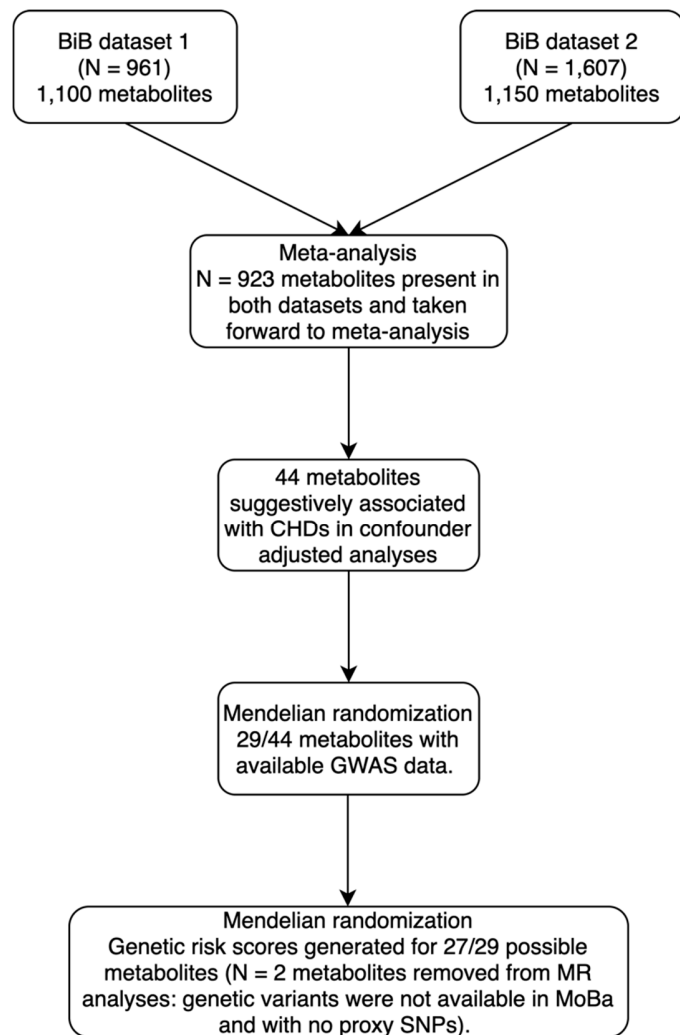 BiB dataset 1
(N = 961)
1,100 metabolites
BiB dataset 2
(N = 1,607)
1,150 metabolites
Meta-analysis
N = 923 metabolites present in
both datasets and taken
forward to meta-analysis
44 metabolites
suggestively associated
with CHDs in confounder
adjusted analyses
Mendelian randomization
29/44 metabolites with
available GWAS data.
Mendelian randomization
Genetic risk scores generated for 27/29 possible
metabolites (N = 2 metabolites removed from MR
analyses: genetic variants were not available in MoBa
and with no proxy SNPs).